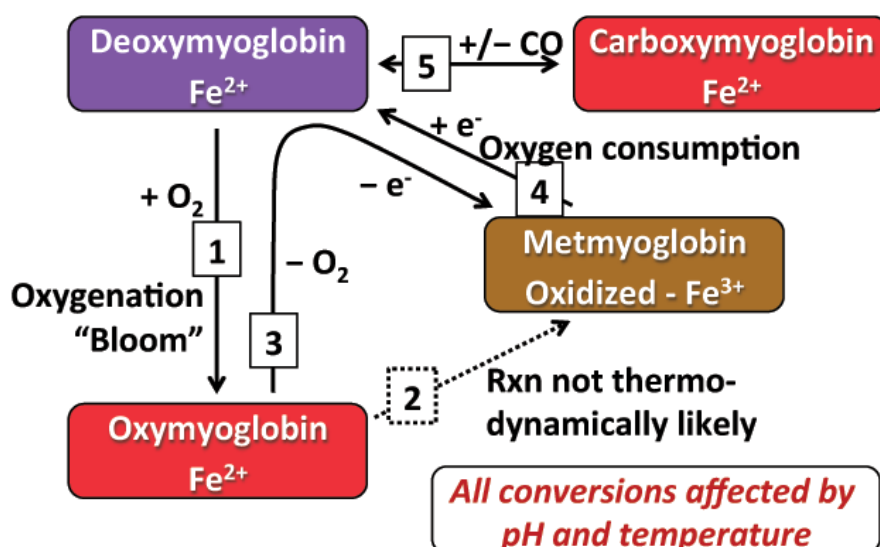 Deoxymyoglobin
Fe²⁺
5
+/− CO
Carboxymyoglobin
Fe²⁺
+ e⁻
Oxygen consumption
4
− e⁻
+ O₂
1
Oxygenation
“Bloom”
− O₂
3
Metmyoglobin
Oxidized - Fe³⁺
2
Rxn not thermo-
dynamically likely
Oxymyoglobin
Fe²⁺
All conversions affected by
pH and temperature